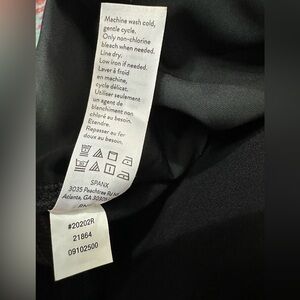 Machine wash cold,
gentle cycle.
Only non-chlorine
bleach when needed.
Line dry.
Low iron if needed.
Laver à froid
en machine,
cycle délicat.
Utiliser seulement
un agent de
blanchiment non
chloré au besoin.
Étendre.
Repasser au fer
doux au besoin.
SPANX
3035 Peachtree Rd
Atlanta, GA 30305
#20202R
21864
09102500